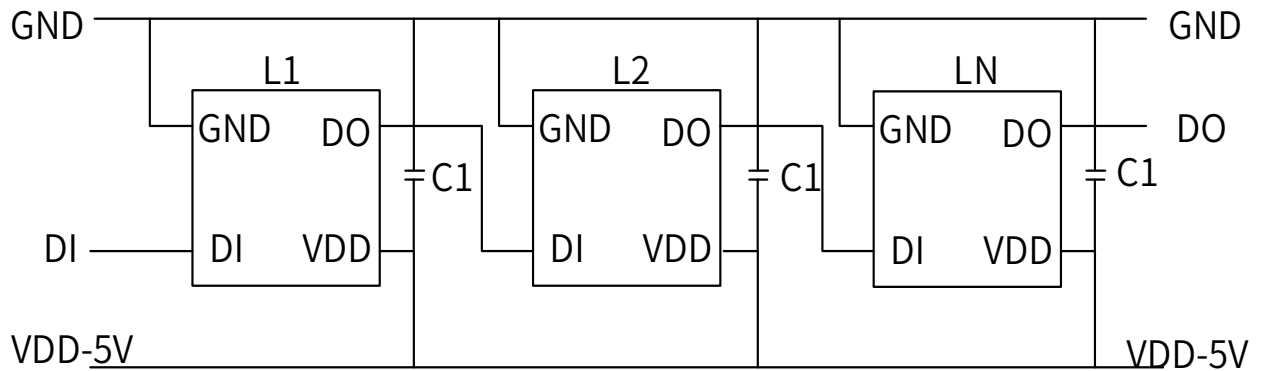 GND GND
L1 L2 LN
GND DO GND DO GND DO DO
C1 C1 C1
DI DI VDD DI VDD DI VDD
VDD-5V VDD-5V